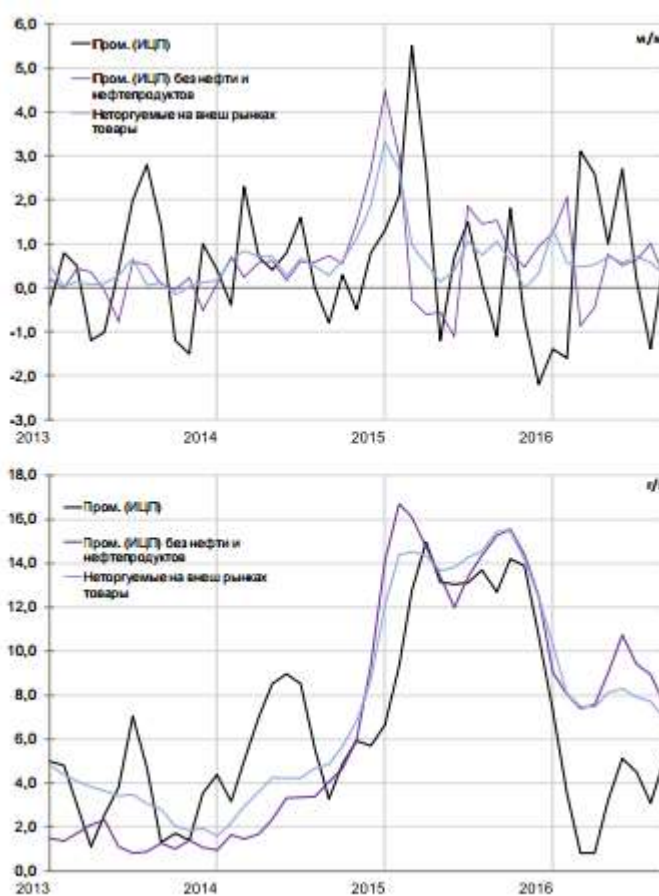 6,0
Пром. (ИЦП)
м/м
5,0
Пром. (ИЦП) без нефти и
нефтепродуктов
4,0
Неторгуемые на внеш рынках
товары
3,0
2,0
1,0
0,0
-1,0
-2,0
-3,0
2013
2014
2015
2016
18,0
г/
Пром. (ИЦП)
16,0
Пром. (ИЦП) без нефти и
нефтепродуктов
14,0
Неторгуемые на внеш рынках
товары
12,0
10,0
8,0
6,0
4,0
2,0
0,0
2013
2014
2015
2016